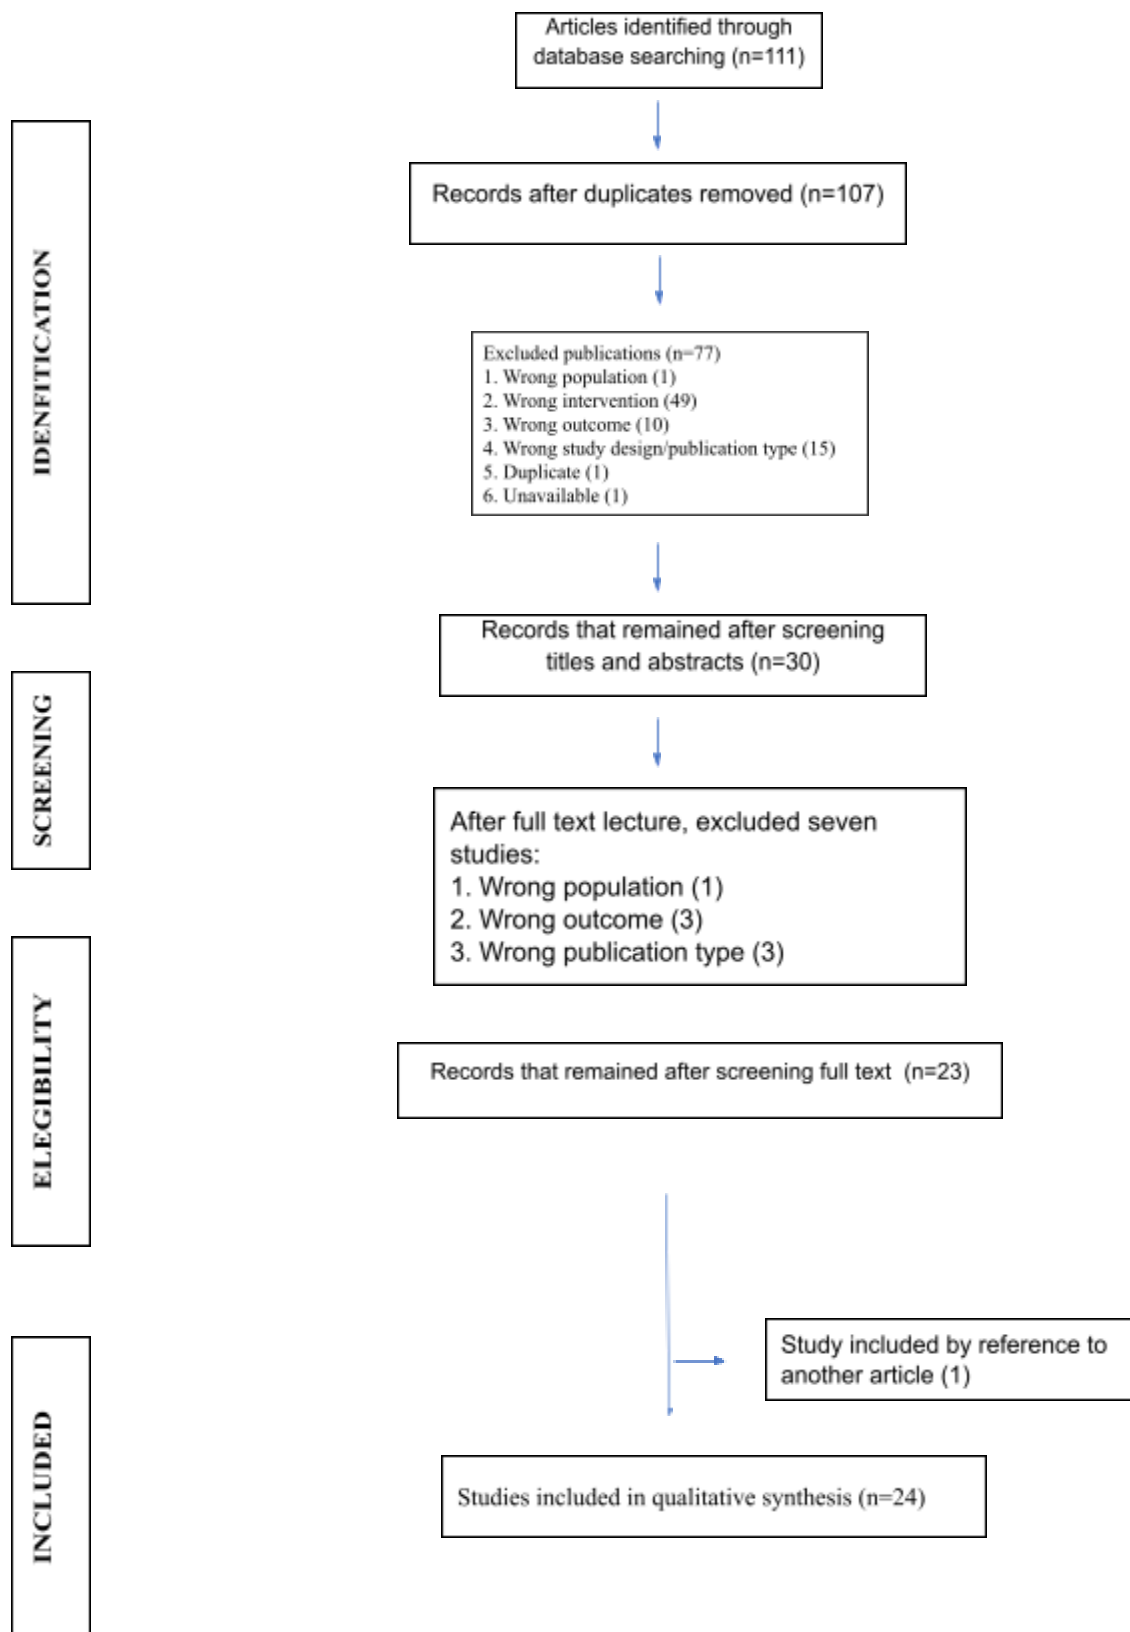 Articles identified through
database searching (n=111)
IDENFITICATION
Records after duplicates removed (n=107)
Excluded publications (n=77)
1. Wrong population (1)
2. Wrong intervention (49)
3. Wrong outcome (10)
4. Wrong study design/publication type (15)
5. Duplicate (1)
6. Unavailable (1)
Records that remained after screening
titles and abstracts (n=30)
SCREENING
After full text lecture, excluded seven
studies:
1. Wrong population (1)
2. Wrong outcome (3)
3. Wrong publication type (3)
ELEGIBILITY
Records that remained after screening full text (n=23)
Study included by reference to
another article (1)
INCLUDED
Studies included in qualitative synthesis (n=24)